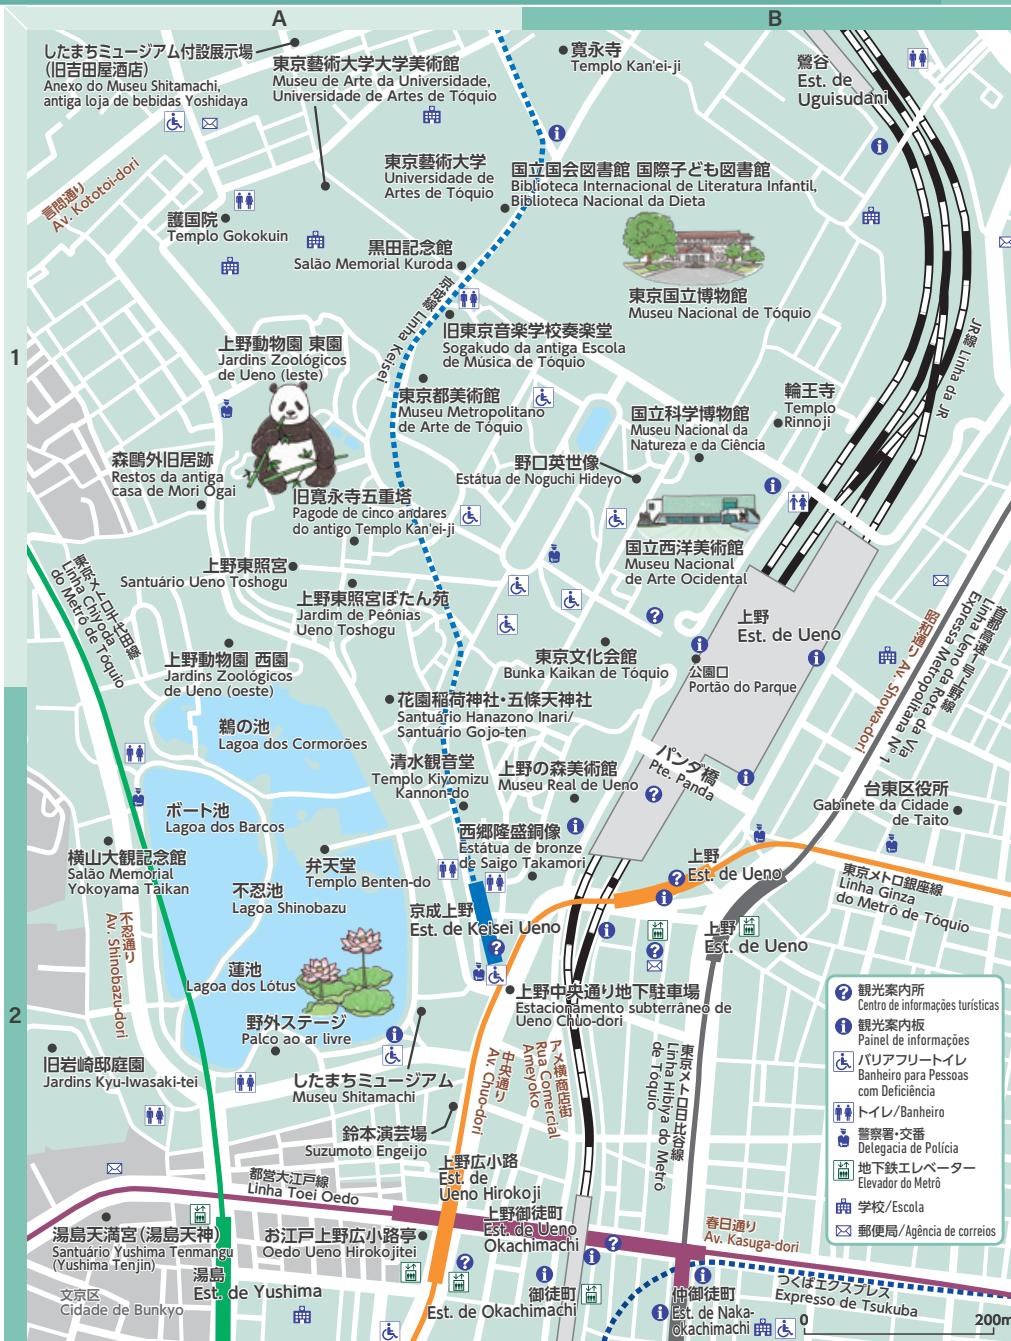 A
B
1
2
したまちミュージアム付設展示場
(旧吉田屋酒店)
Anexo do Museu Shitamachi,
antiga loja de bebidas Yoshidaya
東京藝術大学大学美術館
Museu de Arte da Universidade,
Universidade de Artes de Tóquio
寛永寺
Templo Kan'ei-ji
鶯谷
Est. de
Uguisudani
東京藝術大学
Universidade de
Artes de Tóquio
国立国会図書館 国際子ども図書館
Biblioteca Internacional de Literatura Infantil,
Biblioteca Nacional da Dieta
言問通り
Av. Kototoi-dori
護国院
Templo Gokokuin
黒田記念館
Salão Memorial Kuroda
東京国立博物館
Museu Nacional de Tóquio
京成線 Linha Keisei
旧東京音楽学校奏楽堂
Sogakudo da antiga Escola
de Música de Tóquio
JR線 Linha da JR
上野動物園 東園
Jardins Zoológicos
de Ueno (leste)
東京都美術館
Museu Metropolitano
de Arte de Tóquio
国立科学博物館
Museu Nacional da
Natureza e da Ciência
輪王寺
Templo
Rinnoji
森鷗外旧居跡
Restos da antiga
casa de Mori Ogai
野口英世像
Estátua de Noguchi Hideyo
旧寛永寺五重塔
Pagode de cinco andares
do antigo Templo Kan'ei-ji
国立西洋美術館
Museu Nacional
de Arte Ocidental
上野東照宮
Santuário Ueno Toshogu
東京メトロ千代田線
Linha Chiyoda
do Metrô de Tóquio
上野東照宮ぼたん苑
Jardim de Peônias
Ueno Toshogu
上野
Est. de Ueno
首都高速1号上野線
Linha Ueno da Rota da Via
Expressa Metropolitana Nº 1
昭和通り Av. Showa-dori
上野動物園 西園
Jardins Zoológicos
de Ueno (oeste)
東京文化会館
Bunka Kaikan de Tóquio
公園口
Portão do Parque
花園稲荷神社・五條天神社
Santuário Hanazono Inari/
Santuário Gojo-ten
鵜の池
Lagoa dos Cormorões
清水観音堂
Templo Kiyomizu
Kannon-do
上野の森美術館
Museu Real de Ueno
パンダ橋
Pte. Panda
台東区役所
Gabinete da Cidade
de Taito
ボート池
Lagoa dos Barcos
西郷隆盛銅像
Estátua de bronze
de Saigo Takamori
横山大観記念館
Salão Memorial
Yokoyama Taikan
弁天堂
Templo Benten-do
上野
Est. de Ueno
東京メトロ銀座線
Linha Ginza
do Metrô de Tóquio
不忍池
Lagoa Shinobazu
京成上野
Est. de Keisei Ueno
上野
Est. de Ueno
不忍通り
Av. Shinobazu-dori
蓮池
Lagoa dos Lótus
上野中央通り地下駐車場
Estacionamento subterrâneo de
Ueno Chuo-dori
野外ステージ
Palco ao ar livre
旧岩崎邸庭園
Jardins Kyu-Iwasaki-tei
したまちミュージアム
Museu Shitamachi
中央通り
Av. Chuo-dori
アメ横商店街
Rua Comercial
Ameyoko
東京メトロ日比谷線
Linha Hibiya do Metrô
de Tóquio
鈴本演芸場
Suzumoto Engeijo
上野広小路
Est. de
Ueno Hirokoji
都営大江戸線
Linha Toei Oedo
上野御徒町
Est. de Ueno
Okachimachi
春日通り
Av. Kasuga-dori
湯島天満宮(湯島天神)
Santuário Yushima Tenmangu
(Yushima Tenjin)
お江戸上野広小路亭
Oedo Ueno Hirokojitei
湯島
Est. de Yushima
文京区
Cidade de Bunkyo
御徒町
Est. de Okachimachi
仲御徒町
Est. de Naka-
okachimachi
つくばエクスプレス
Expresso de Tsukuba
観光案内所
Centro de informações turísticas
観光案内板
Painel de informações
バリアフリートイレ
Banheiro para Pessoas
com Deficiência
トイレ/Banheiro
警察署・交番
Delegacia de Polícia
地下鉄エレベーター
Elevador do Metrô
学校/Escola
郵便局/Agência de correios
0 200m